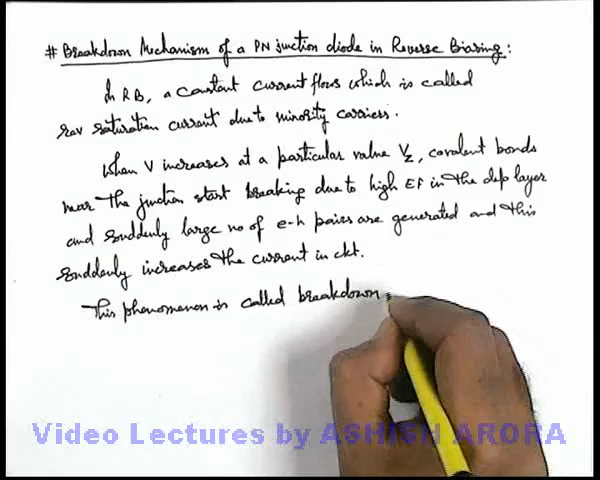 # Breakdown Mechanism of a PN junction diode in Reverse Biasing :
In RB, a constant current flows which is called
rev saturation current due to minority carriers.
When V increases at a particular value Vz, covalent bonds
near the junction start breaking due to high EF in the dep layer
and suddenly large no of e-h pairs are generated and this
suddenly increases the current in ckt.
This phenomenon is called breakdown
Video Lectures by ASHISH ARORA